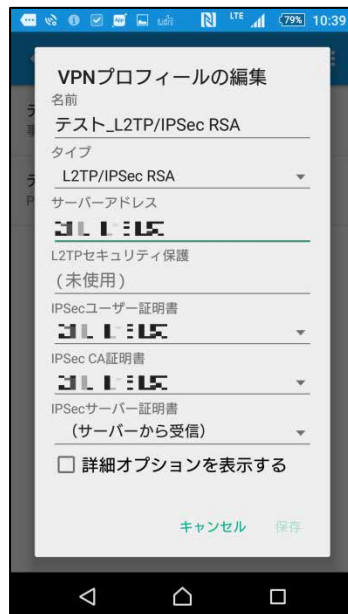 LTE 79% 10:39
VPNプロフィールの編集
名前
テスト_L2TP/IPSec RSA
タイプ
L2TP/IPSec RSA
サーバーアドレス
L2TPセキュリティ保護
(未使用)
IPSecユーザー証明書
IPSec CA証明書
IPSecサーバー証明書
(サーバーから受信)
詳細オプションを表示する
キャンセル 保存